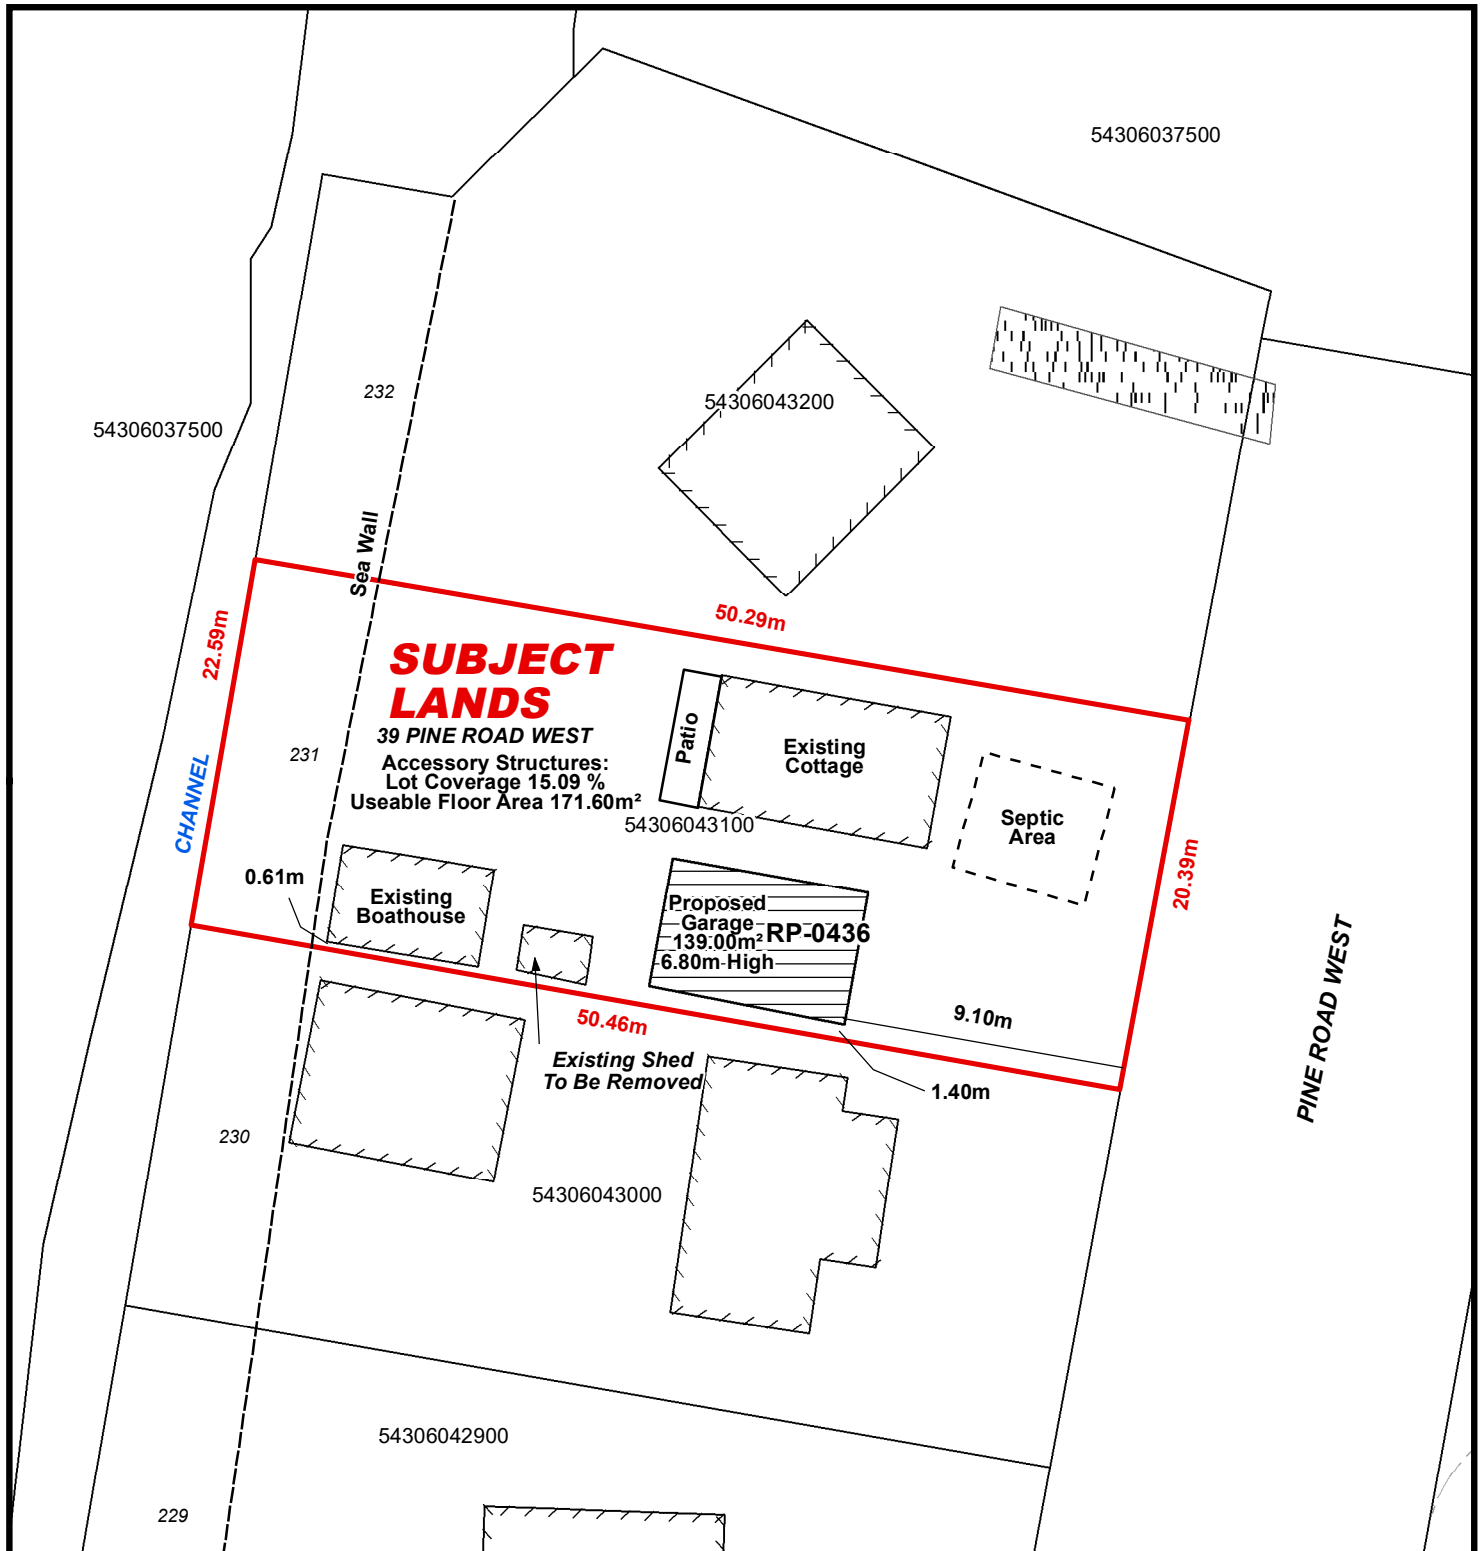 54306037500
232
54306043200
54306037500
Sea Wall
50.29m
22.59m
SUBJECT
LANDS
39 PINE ROAD WEST
Accessory Structures:
Lot Coverage 15.09 %
Useable Floor Area 171.60m²
231
Patio
Existing
Cottage
CHANNEL
54306043100
Septic
Area
20.39m
0.61m
Existing
Boathouse
Proposed
Garage
139.00m²
6.80m High
RP-0436
50.46m
9.10m
PINE ROAD WEST
Existing Shed
To Be Removed
1.40m
230
54306043000
54306042900
229